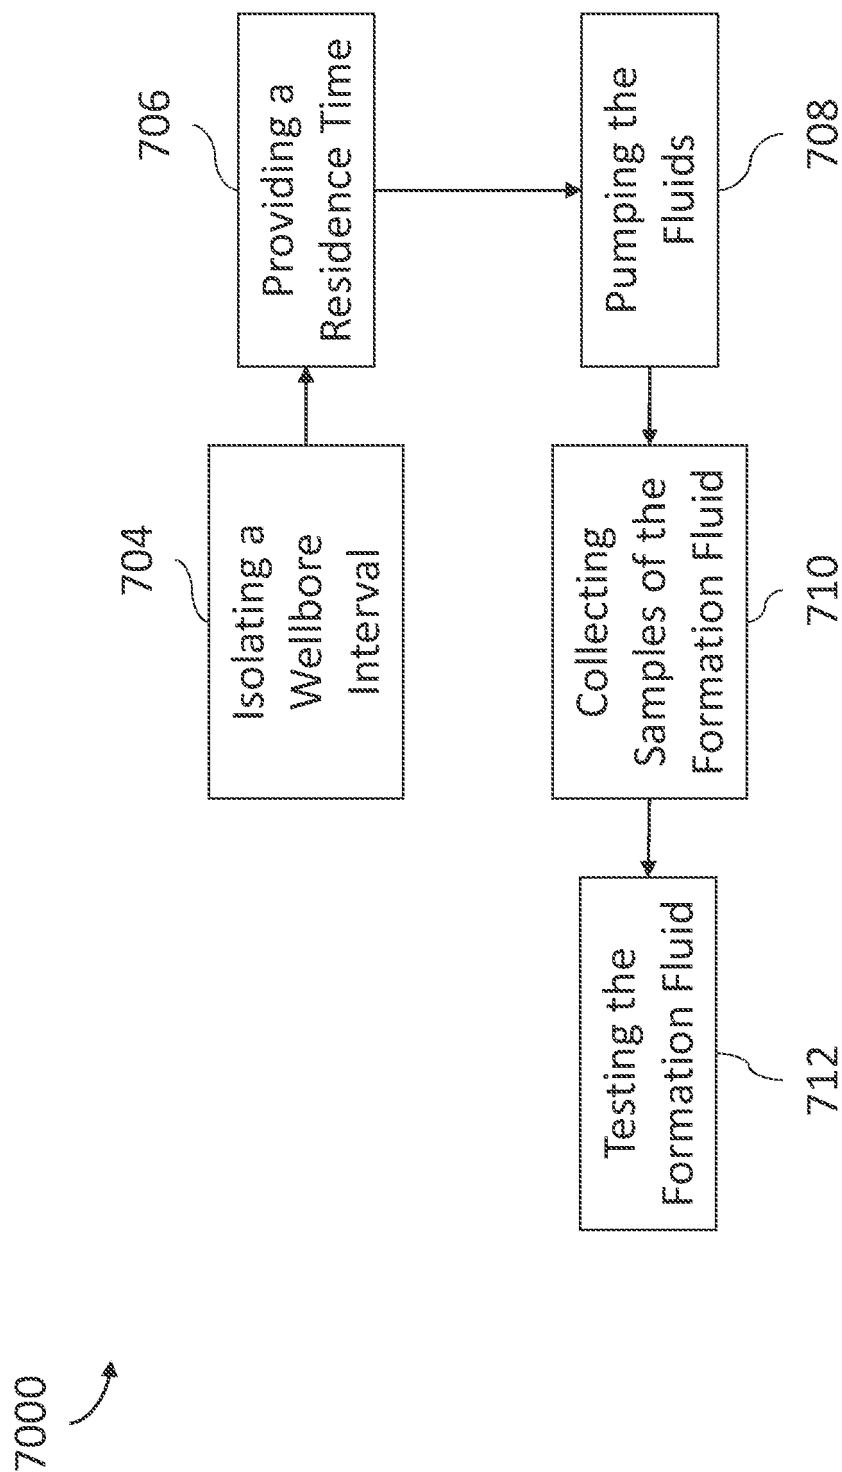 7000
704
Isolating a
Wellbore
Interval
706
Providing a
Residence Time
Pumping the
Fluids
708
Collecting
Samples of the
Formation Fluid
710
Testing the
Formation Fluid
712